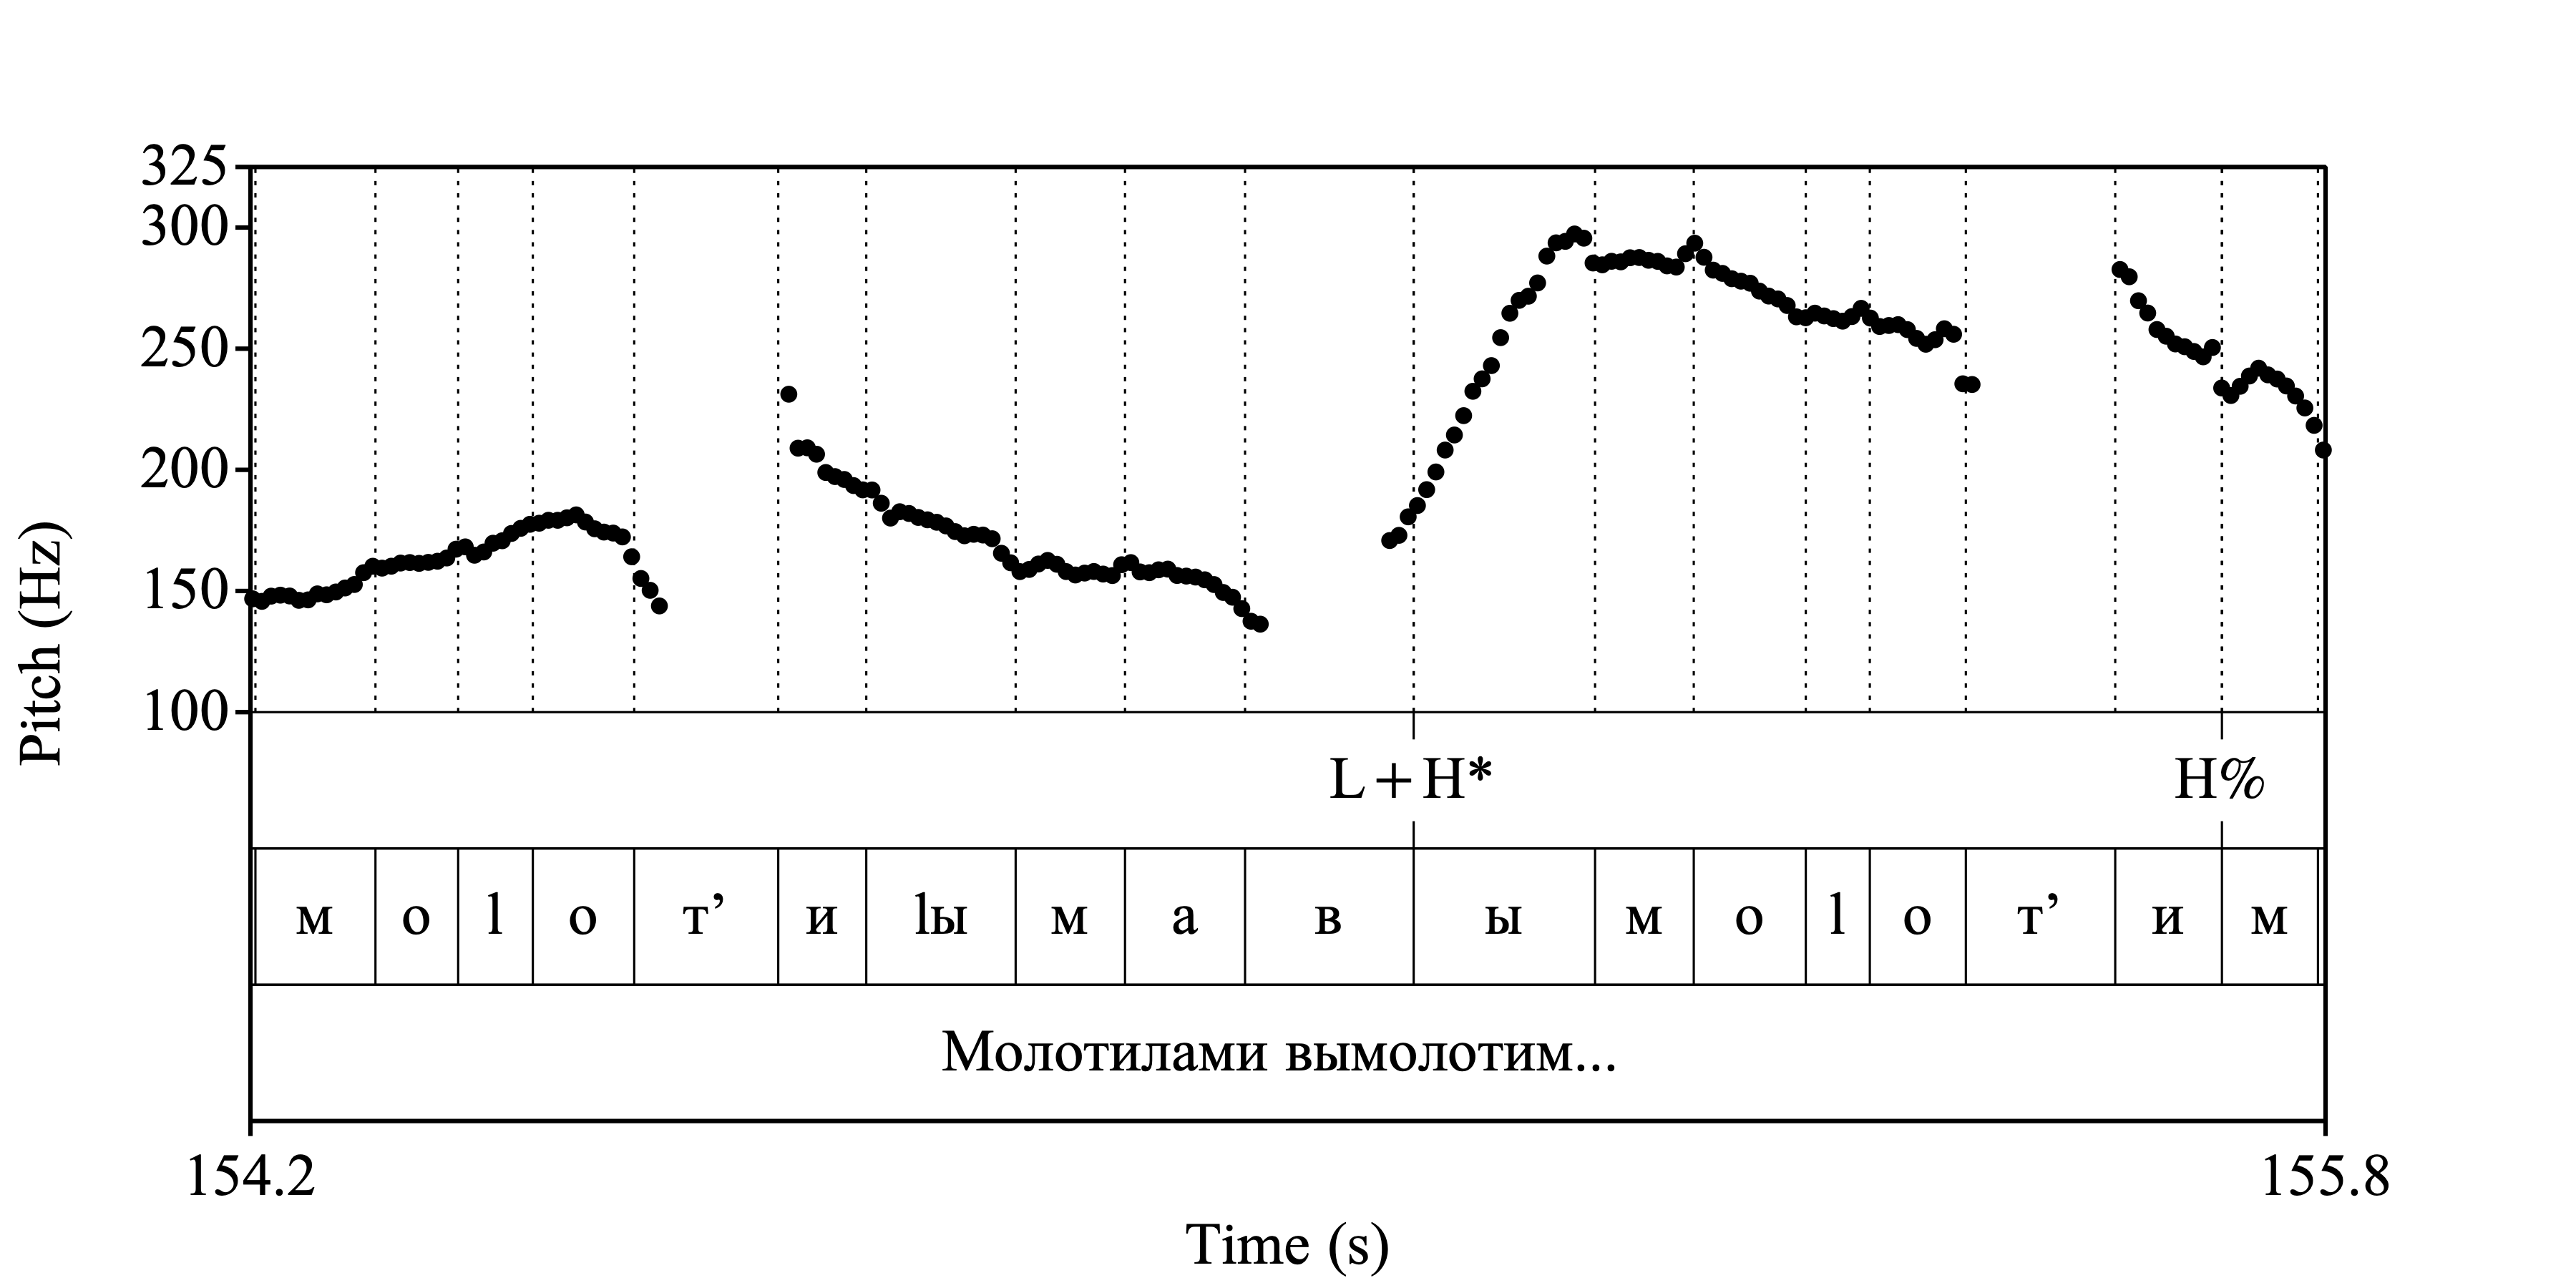 325
300
250
200
150
100
Pitch (Hz)
L+H* H%
м о l о т’ и lы м а в ы м о l о т’ и м
Молотилами вымолотим...
154.2 155.8
Time (s)